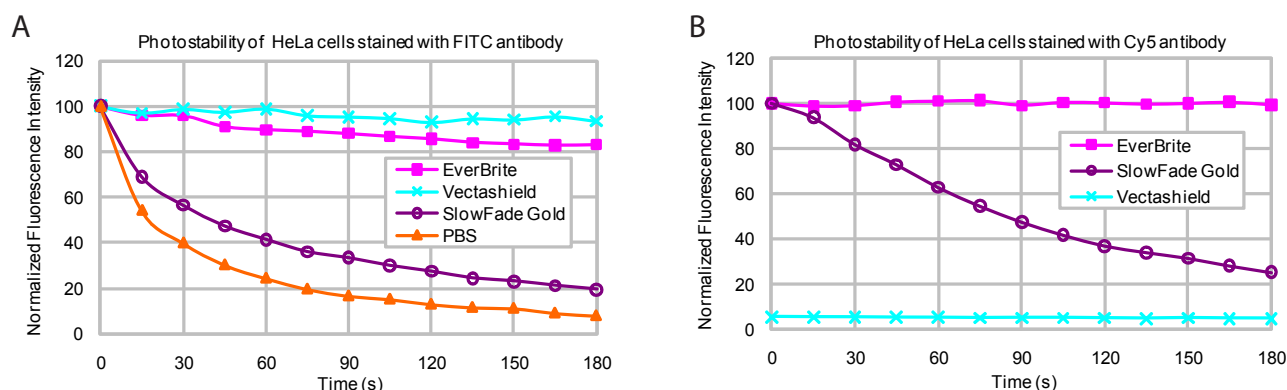 A
Photostability of HeLa cells stained with FITC antibody
Normalized Fluorescence Intensity
120
100
80
60
40
20
0
EverBrite
Vectashield
SlowFade Gold
PBS
0 30 60 90 120 150 180
Time (s)
B
Photostability of HeLa cells stained with Cy5 antibody
Normalized Fluorescence Intensity
120
100
80
60
40
20
0
EverBrite
SlowFade Gold
Vectashield
0 30 60 90 120 150 180
Time (s)